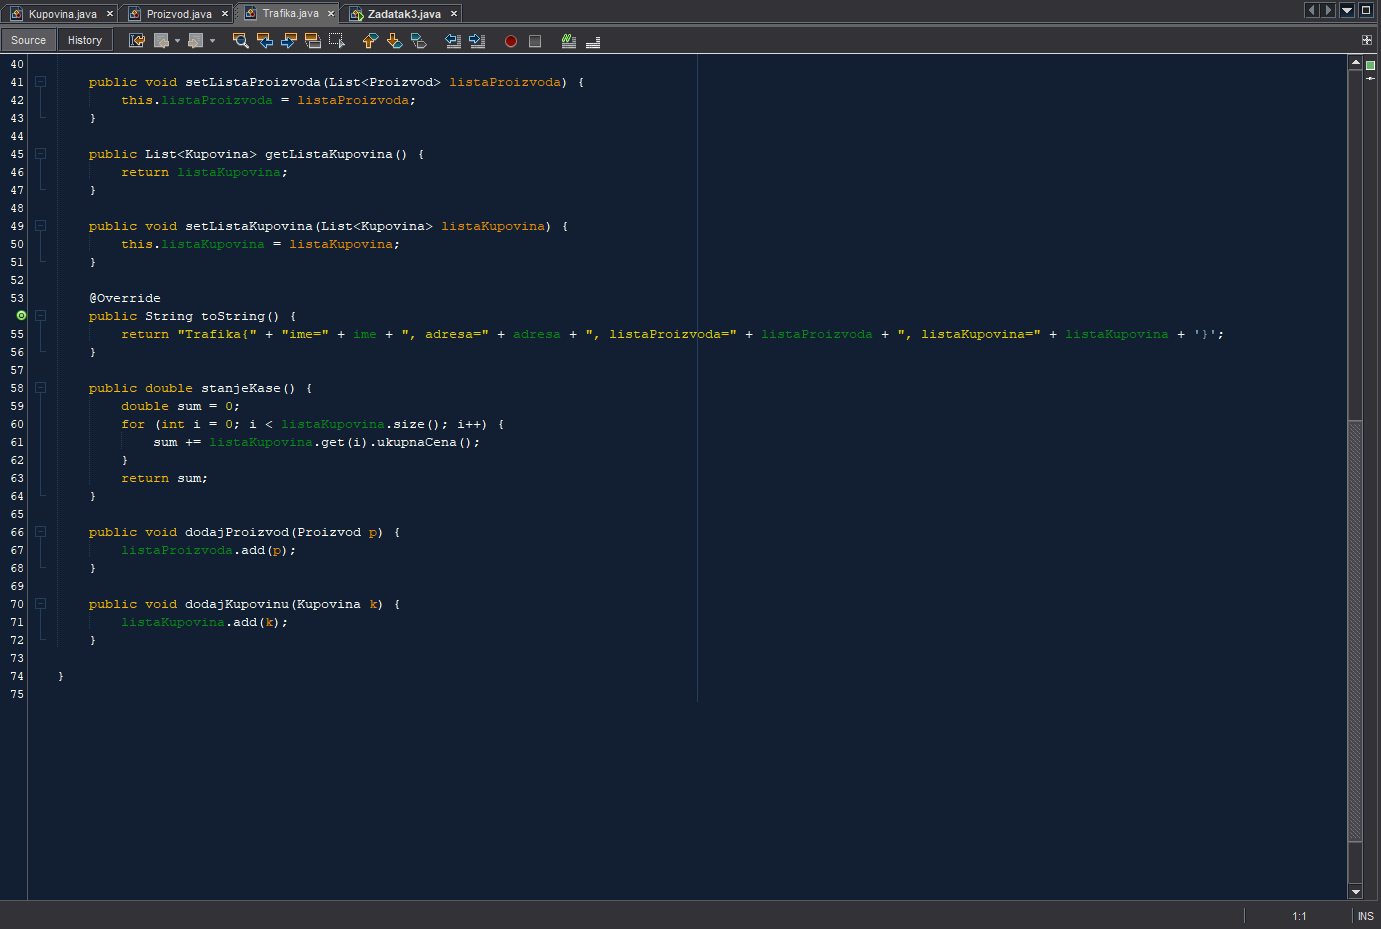 Kupovina.java × Proizvod.java × Trafika.java × Zadatak3.java ×
Source History
40
41 public void setListaProizvoda(List<Proizvod> listaProizvoda) {
42 this.listaProizvoda = listaProizvoda;
43 }
44
45 public List<Kupovina> getListaKupovina() {
46 return listaKupovina;
47 }
48
49 public void setListaKupovina(List<Kupovina> listaKupovina) {
50 this.listaKupovina = listaKupovina;
51 }
52
53 @Override
public String toString() {
55 return "Trafika{" + "ime=" + ime + ", adresa=" + adresa + ", listaProizvoda=" + listaProizvoda + ", listaKupovina=" + listaKupovina + '}';
56 }
57
58 public double stanjeKase() {
59 double sum = 0;
60 for (int i = 0; i < listaKupovina.size(); i++) {
61 sum += listaKupovina.get(i).ukupnaCena();
62 }
63 return sum;
64 }
65
66 public void dodajProizvod(Proizvod p) {
67 listaProizvoda.add(p);
68 }
69
70 public void dodajKupovinu(Kupovina k) {
71 listaKupovina.add(k);
72 }
73
74 }
75
1:1 INS